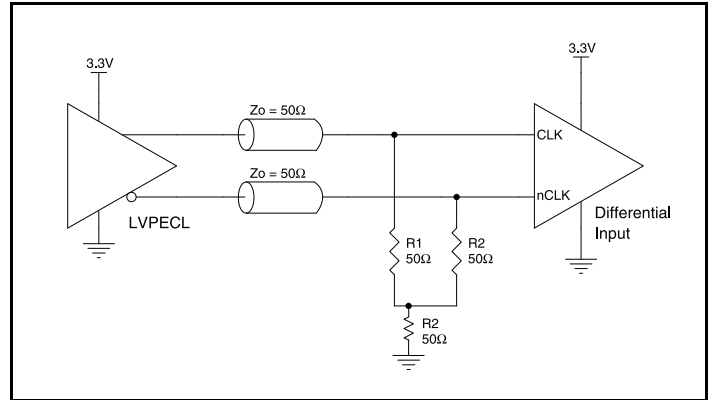 3.3V
3.3V
Zo = 50Ω
CLK
Zo = 50Ω
nCLK
LVPECL
Differential
Input
R1
50Ω
R2
50Ω
R2
50Ω